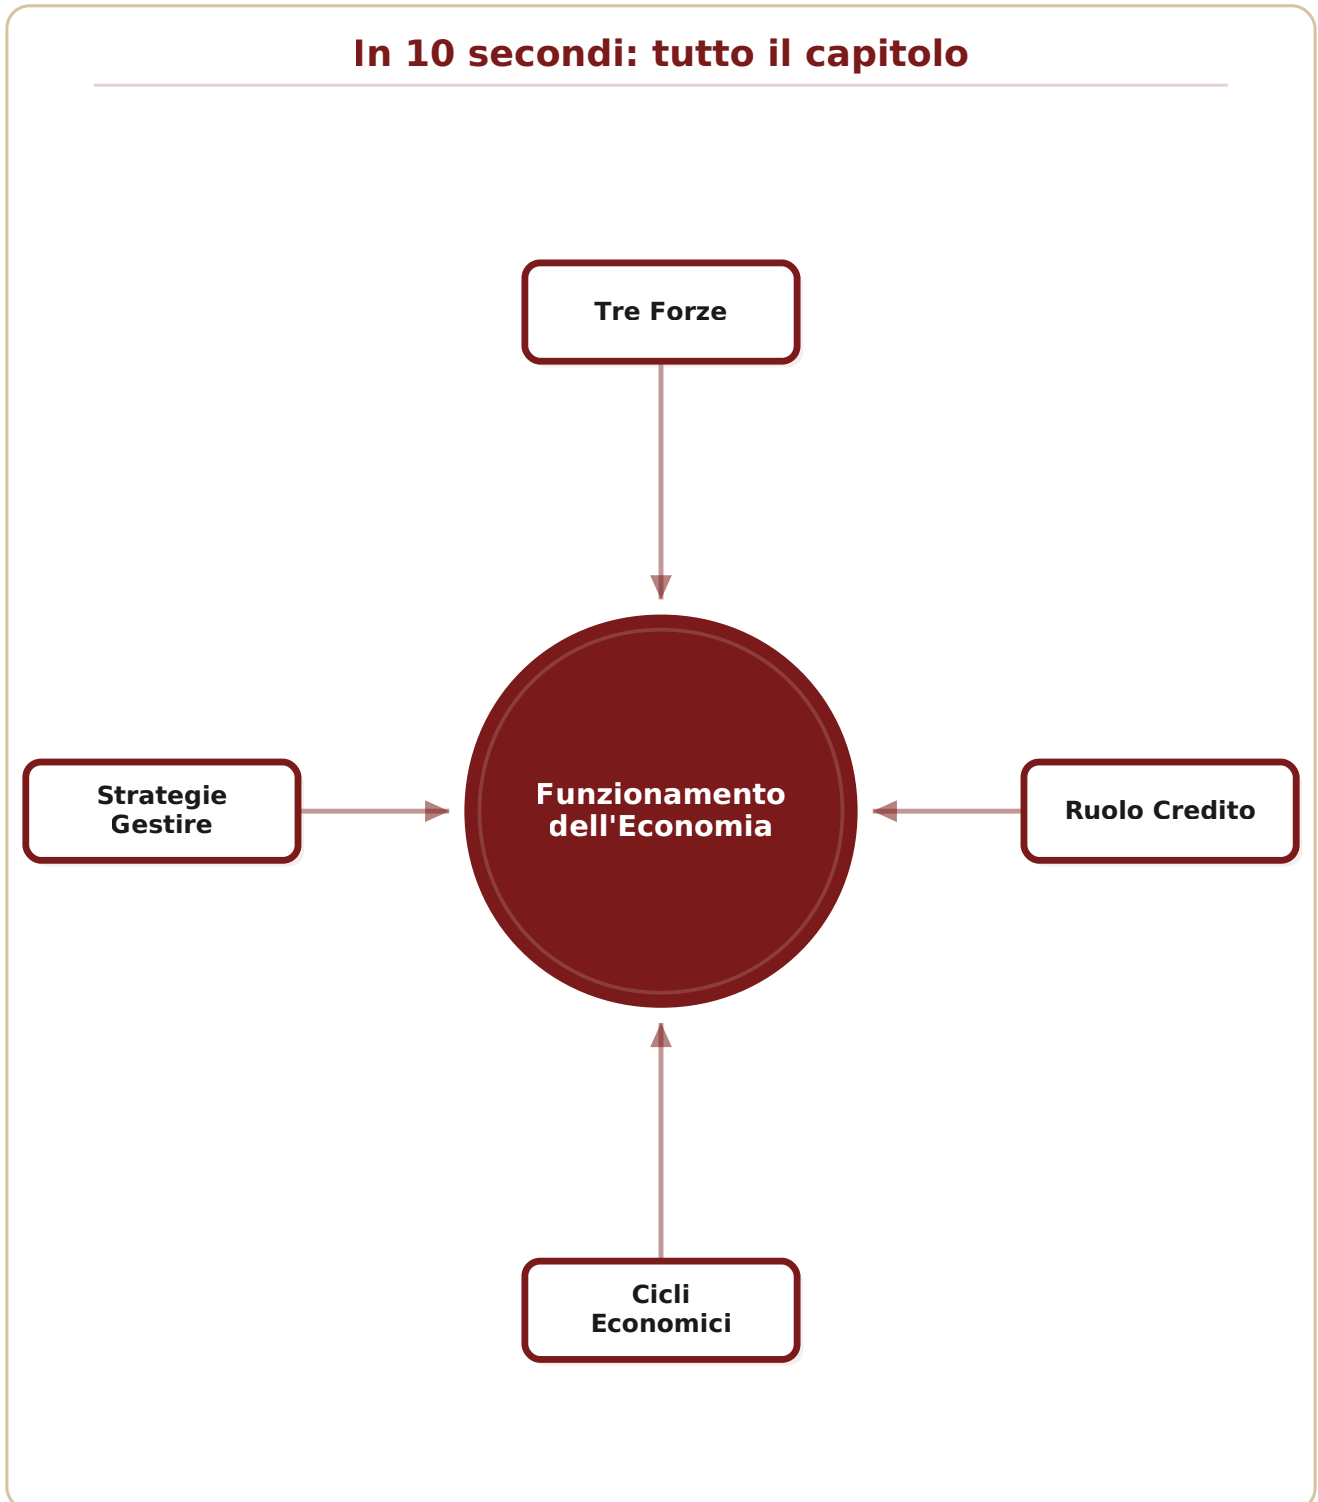 In 10 secondi: tutto il capitolo
Tre Forze
Strategie
Gestire
Funzionamento
dell'Economia
Ruolo Credito
Cicli
Economici